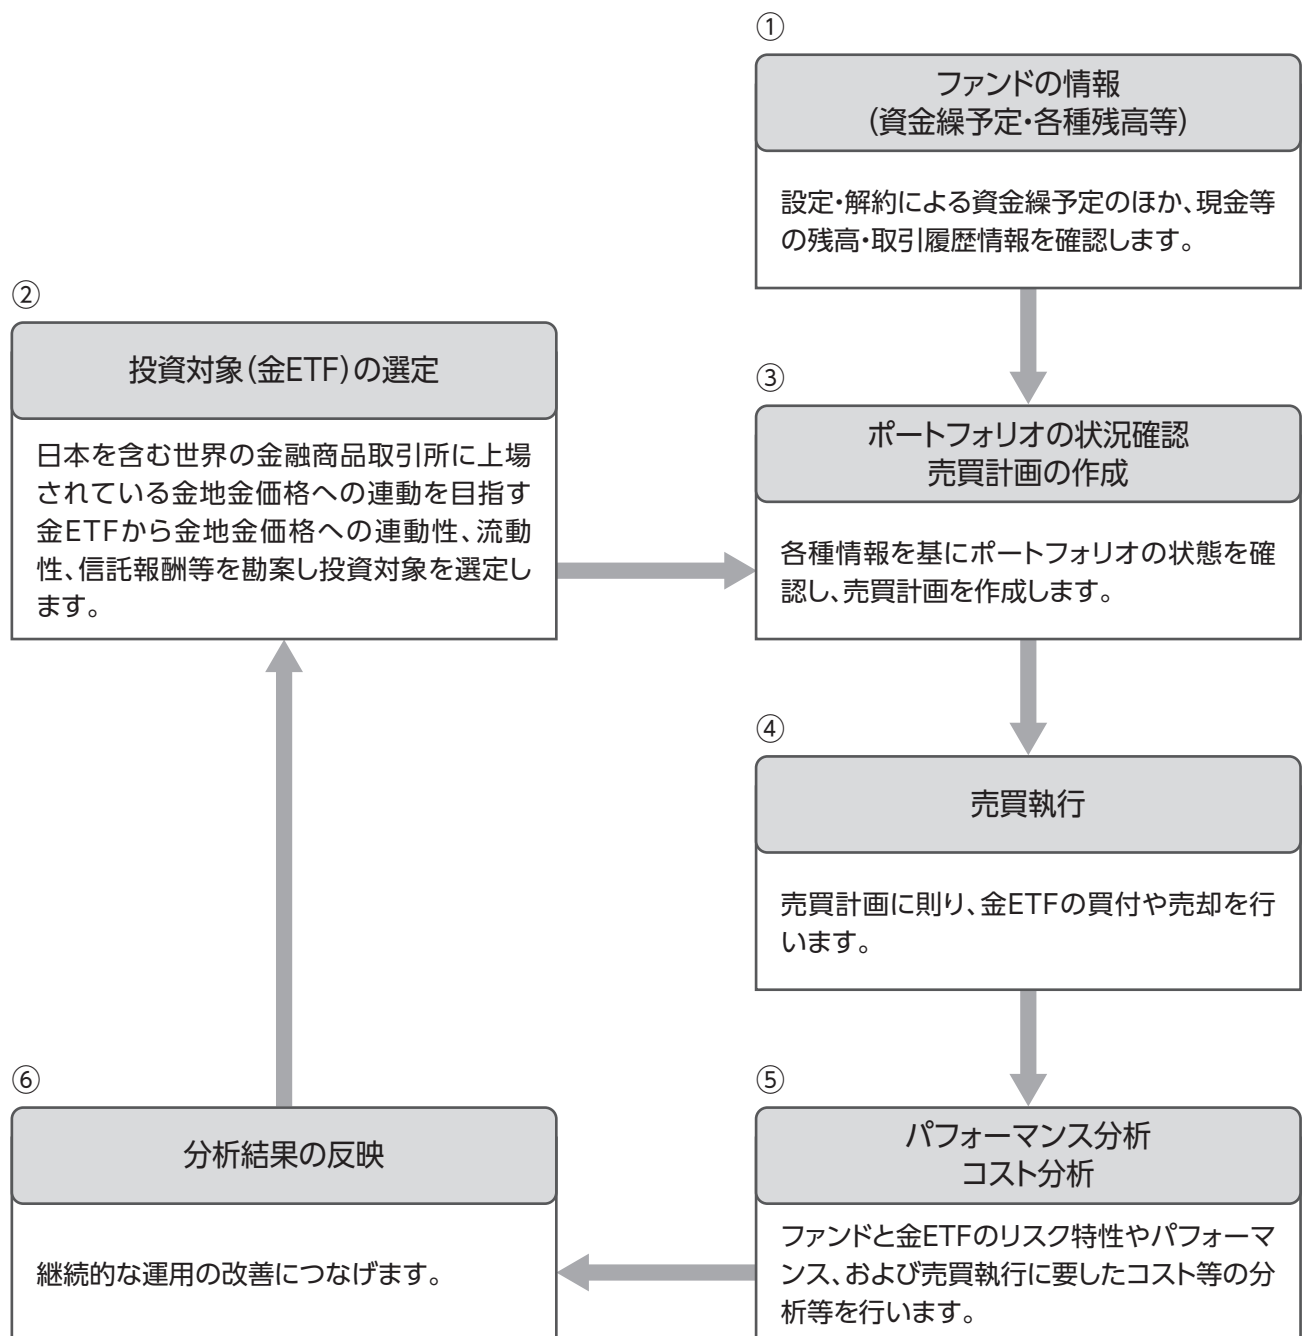 ①
ファンドの情報
(資金繰予定・各種残高等)
設定・解約による資金繰予定のほか、現金等
の残高・取引履歴情報を確認します。
②
投資対象(金ETF)の選定
日本を含む世界の金融商品取引所に上場
されている金地金価格への連動を目指す
金ETFから金地金価格への連動性、流動
性、信託報酬等を勘案し投資対象を選定し
ます。
③
ポートフォリオの状況確認
売買計画の作成
各種情報を基にポートフォリオの状態を確
認し、売買計画を作成します。
④
売買執行
売買計画に則り、金ETFの買付や売却を行
います。
⑤
パフォーマンス分析
コスト分析
ファンドと金ETFのリスク特性やパフォーマ
ンス、および売買執行に要したコスト等の分
析等を行います。
⑥
分析結果の反映
継続的な運用の改善につなげます。